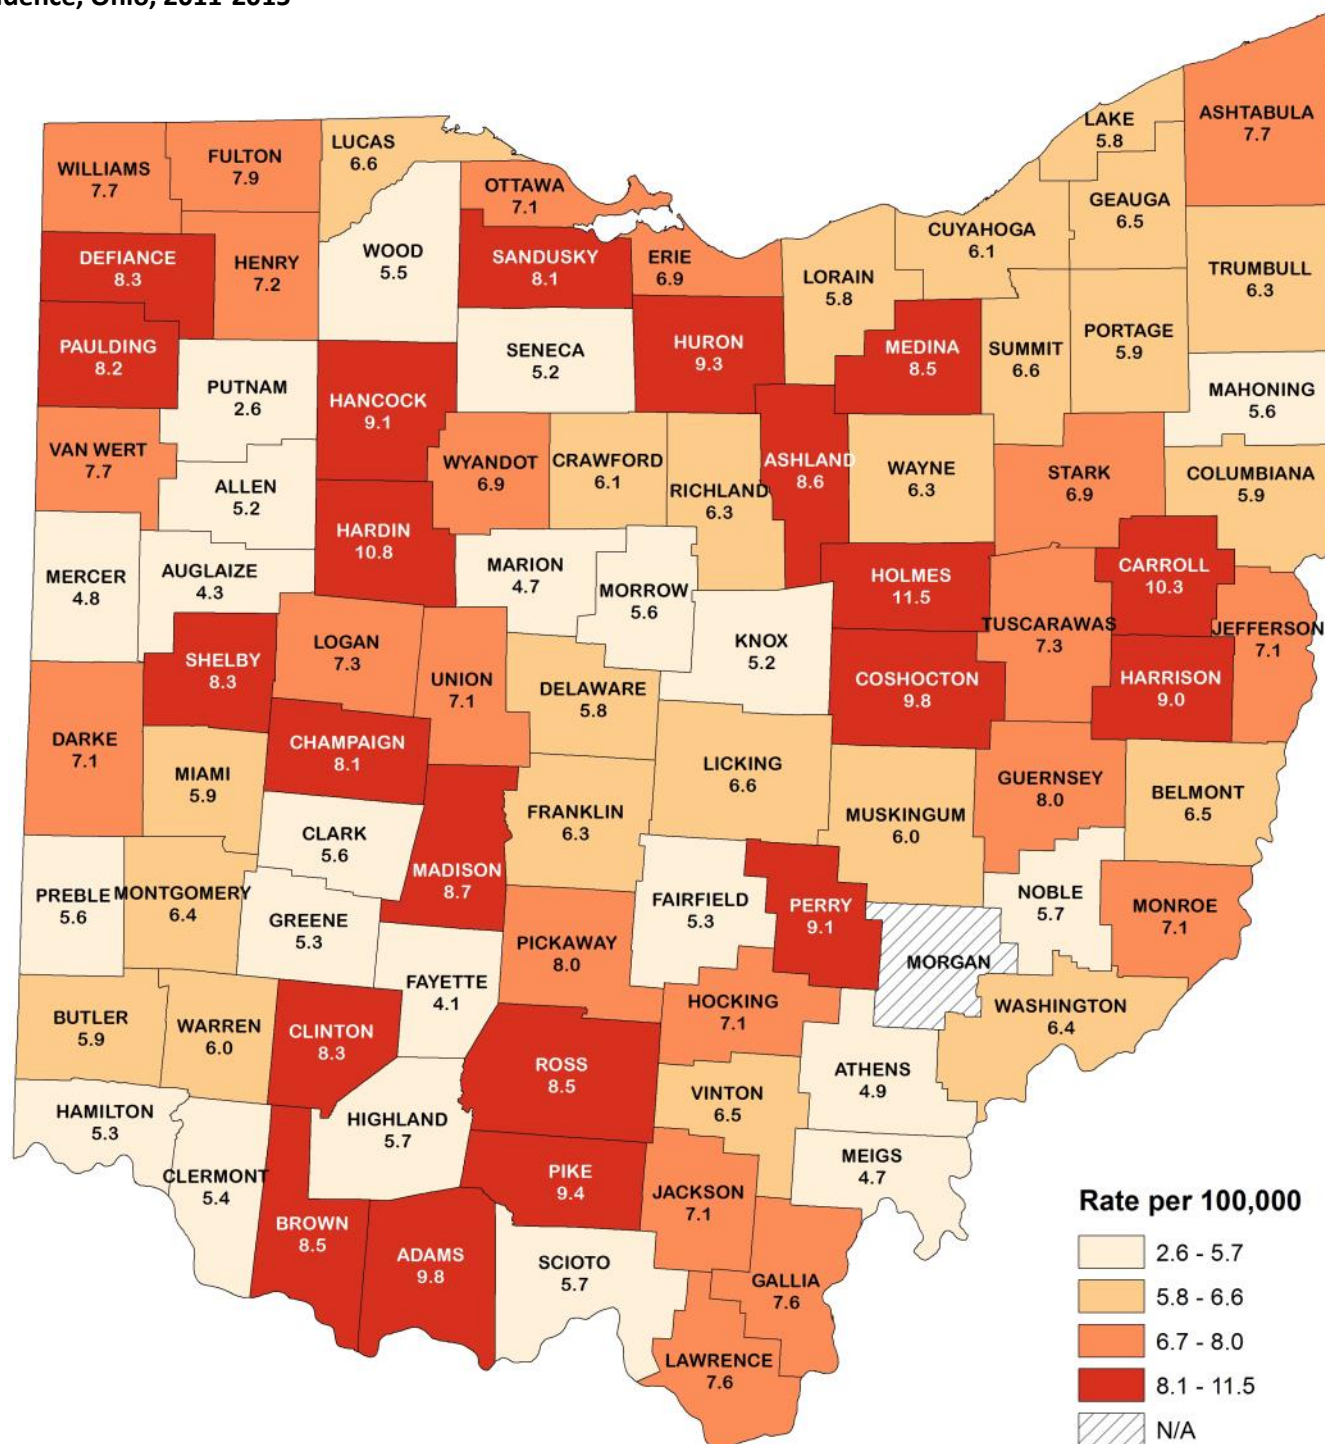 idence, Ohio, 2011-2015
ASHTABULA
7.7
LAKE
5.8
LUCAS
6.6
FULTON
7.9
WILLIAMS
7.7
OTTAWA
7.1
GEAUGA
6.5
CUYAHOGA
6.1
WOOD
5.5
DEFIANCE
8.3
HENRY
7.2
SANDUSKY
8.1
ERIE
6.9
LORAIN
5.8
TRUMBULL
6.3
PORTAGE
5.9
PAULDING
8.2
SENECA
5.2
HURON
9.3
MEDINA
8.5
SUMMIT
6.6
PUTNAM
2.6
HANCOCK
9.1
MAHONING
5.6
VAN WERT
7.7
WYANDOT
6.9
CRAWFORD
6.1
ASHLAND
8.6
WAYNE
6.3
STARK
6.9
COLUMBIANA
5.9
ALLEN
5.2
RICHLAND
6.3
HARDIN
10.8
MERCER
4.8
AUGLAIZE
4.3
MARION
4.7
MORROW
5.6
HOLMES
11.5
CARROLL
10.3
TUSCARAWAS
7.3
JEFFERSON
7.1
LOGAN
7.3
KNOX
5.2
SHELBY
8.3
UNION
7.1
DELAWARE
5.8
COSHOCTON
9.8
HARRISON
9.0
DARKE
7.1
CHAMPAIGN
8.1
MIAMI
5.9
LICKING
6.6
GUERNSEY
8.0
BELMONT
6.5
FRANKLIN
6.3
MUSKINGUM
6.0
CLARK
5.6
MADISON
8.7
PREBLE
5.6
MONTGOMERY
6.4
FAIRFIELD
5.3
PERRY
9.1
NOBLE
5.7
MONROE
7.1
GREENE
5.3
PICKAWAY
8.0
MORGAN
FAYETTE
4.1
HOCKING
7.1
WASHINGTON
6.4
BUTLER
5.9
WARREN
6.0
CLINTON
8.3
ROSS
8.5
ATHENS
4.9
VINTON
6.5
HAMILTON
5.3
HIGHLAND
5.7
MEIGS
4.7
CLERMONT
5.4
PIKE
9.4
JACKSON
7.1
BROWN
8.5
ADAMS
9.8
SCIOTO
5.7
GALLIA
7.6
LAWRENCE
7.6
Rate per 100,000
2.6 - 5.7
5.8 - 6.6
6.7 - 8.0
8.1 - 11.5
N/A